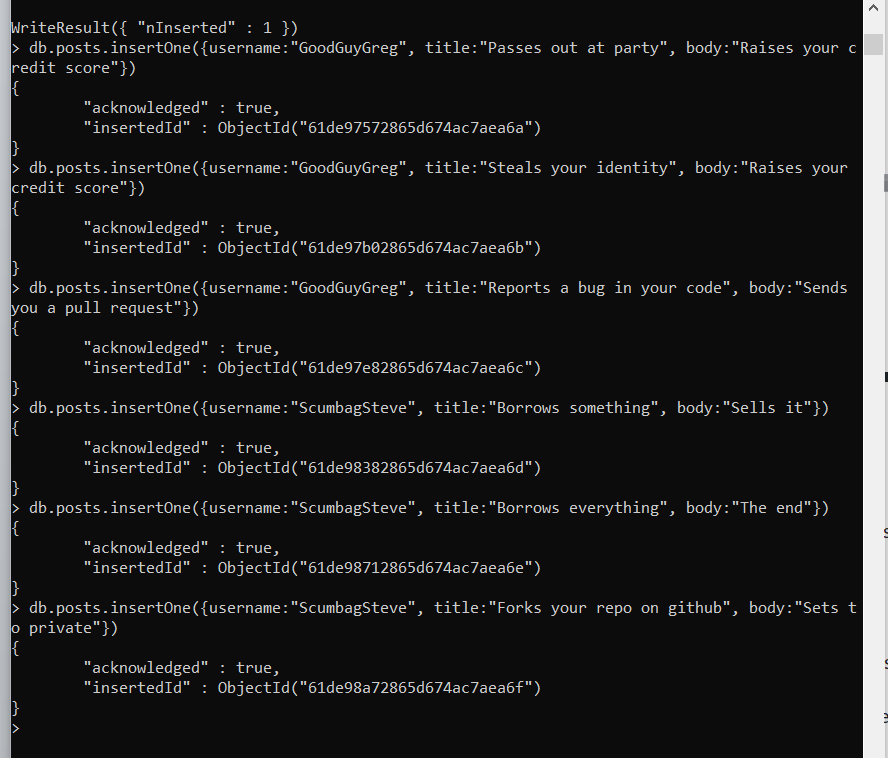 WriteResult({ "nInserted" : 1 })
> db.posts.insertOne({username:"GoodGuyGreg", title:"Passes out at party", body:"Raises your c
redit score"})
{
        "acknowledged" : true,
        "insertedId" : ObjectId("61de97572865d674ac7aea6a")
}
> db.posts.insertOne({username:"GoodGuyGreg", title:"Steals your identity", body:"Raises your
credit score"})
{
        "acknowledged" : true,
        "insertedId" : ObjectId("61de97b02865d674ac7aea6b")
}
> db.posts.insertOne({username:"GoodGuyGreg", title:"Reports a bug in your code", body:"Sends
you a pull request"})
{
        "acknowledged" : true,
        "insertedId" : ObjectId("61de97e82865d674ac7aea6c")
}
> db.posts.insertOne({username:"ScumbagSteve", title:"Borrows something", body:"Sells it"})
{
        "acknowledged" : true,
        "insertedId" : ObjectId("61de98382865d674ac7aea6d")
}
> db.posts.insertOne({username:"ScumbagSteve", title:"Borrows everything", body:"The end"})
{
        "acknowledged" : true,
        "insertedId" : ObjectId("61de98712865d674ac7aea6e")
}
> db.posts.insertOne({username:"ScumbagSteve", title:"Forks your repo on github", body:"Sets t
o private"})
{
        "acknowledged" : true,
        "insertedId" : ObjectId("61de98a72865d674ac7aea6f")
}
>